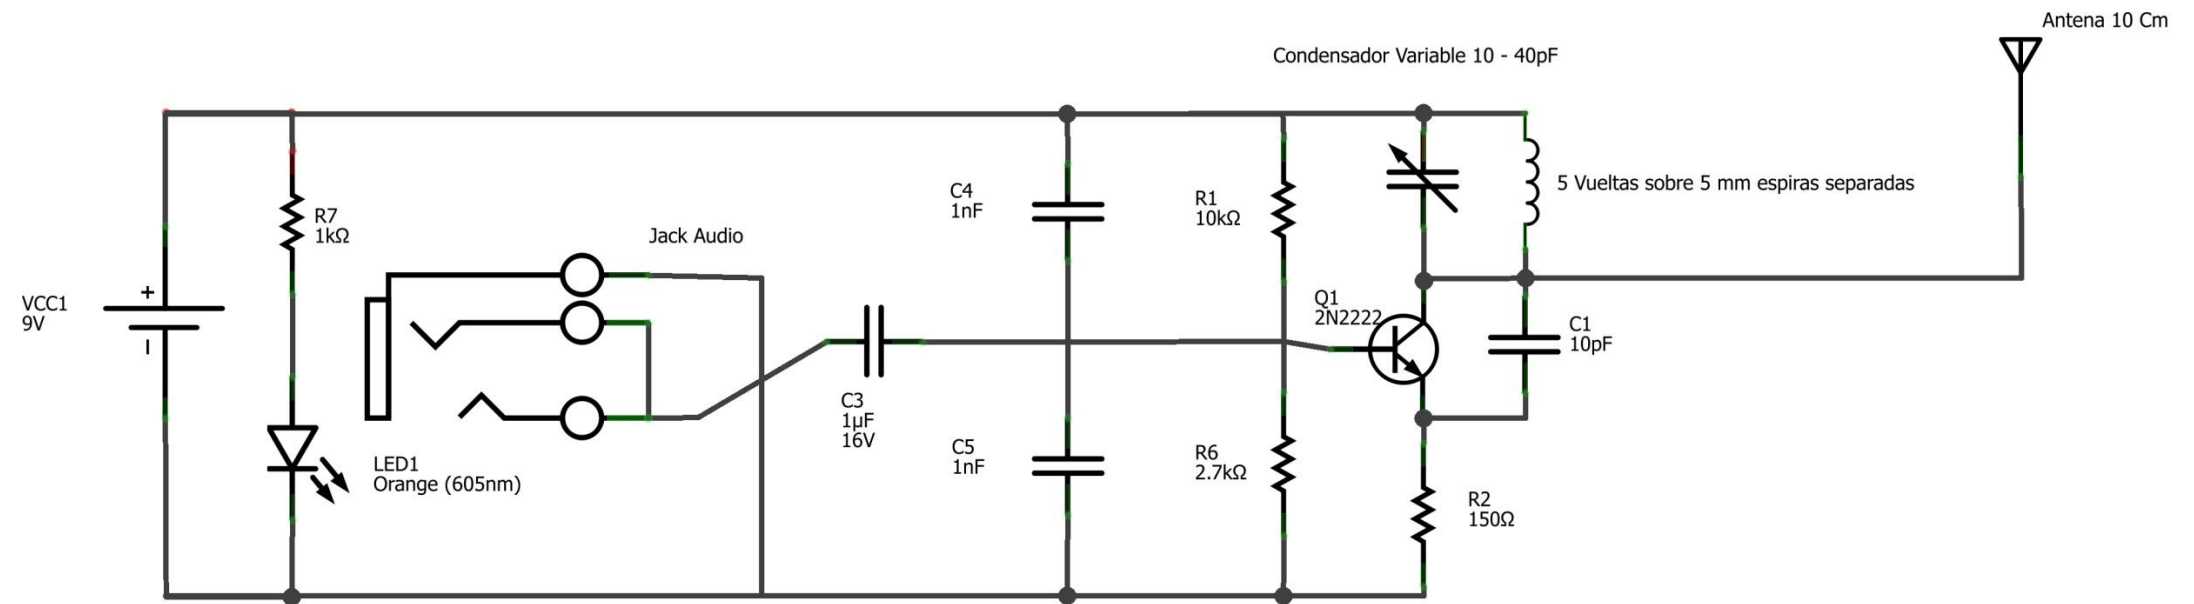 Antena 10 Cm
Condensador Variable 10 - 40pF
C4
1nF
R1
10kΩ
5 Vueltas sobre 5 mm espiras separadas
R7
1kΩ
Jack Audio
+
VCC1
9V
Q1
2N2222
C1
10pF
C3
1µF
16V
C5
1nF
R6
2.7kΩ
LED1
Orange (605nm)
R2
150Ω